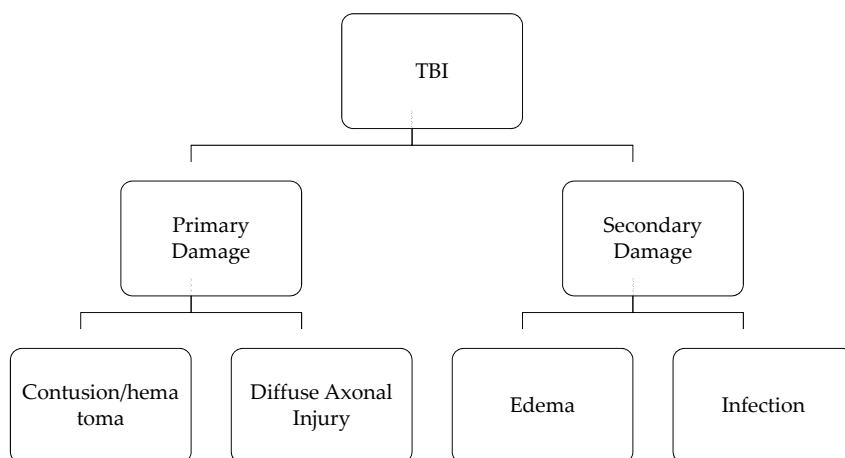 TBI
Primary
Damage
Secondary
Damage
Contusion/hema
toma
Diffuse Axonal
Injury
Edema
Infection